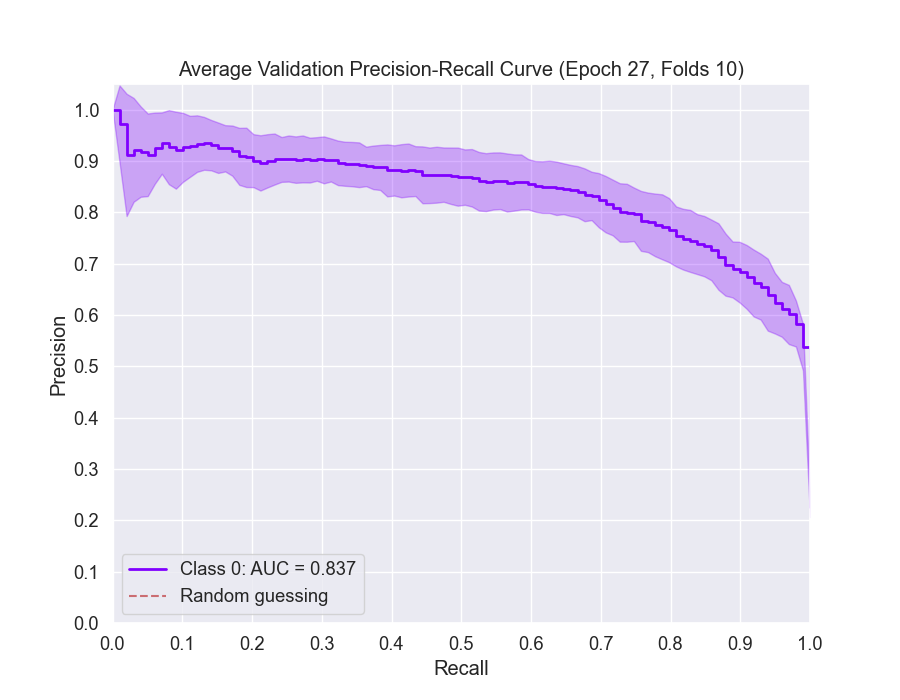 Average Validation Precision-Recall Curve (Epoch 27, Folds 10)
Precision
1.0
0.9
0.8
0.7
0.6
0.5
0.4
0.3
0.2
0.1
0.0
Class 0: AUC = 0.837
Random guessing
0.0 0.1 0.2 0.3 0.4 0.5 0.6 0.7 0.8 0.9 1.0
Recall